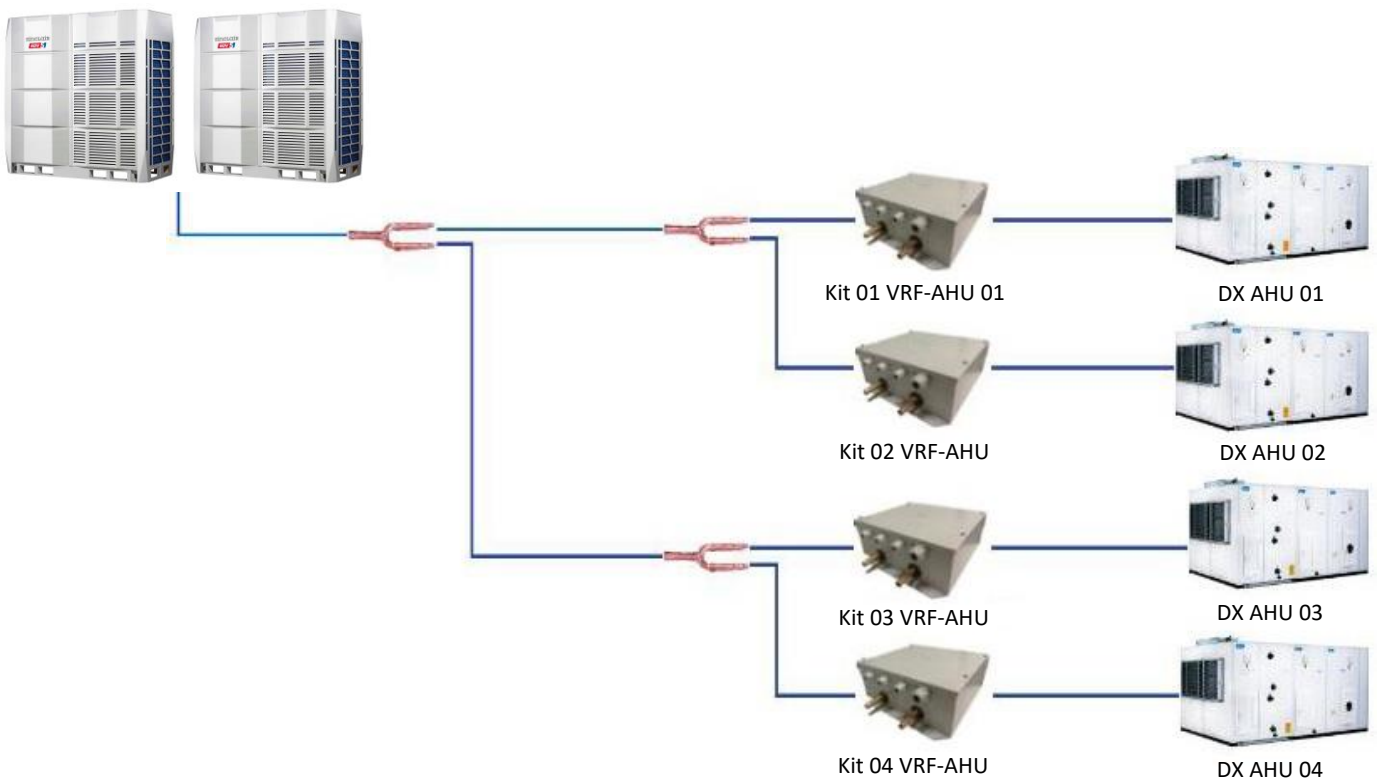 Kit 01 VRF-AHU 01
DX AHU 01
Kit 02 VRF-AHU
DX AHU 02
Kit 03 VRF-AHU
DX AHU 03
Kit 04 VRF-AHU
DX AHU 04